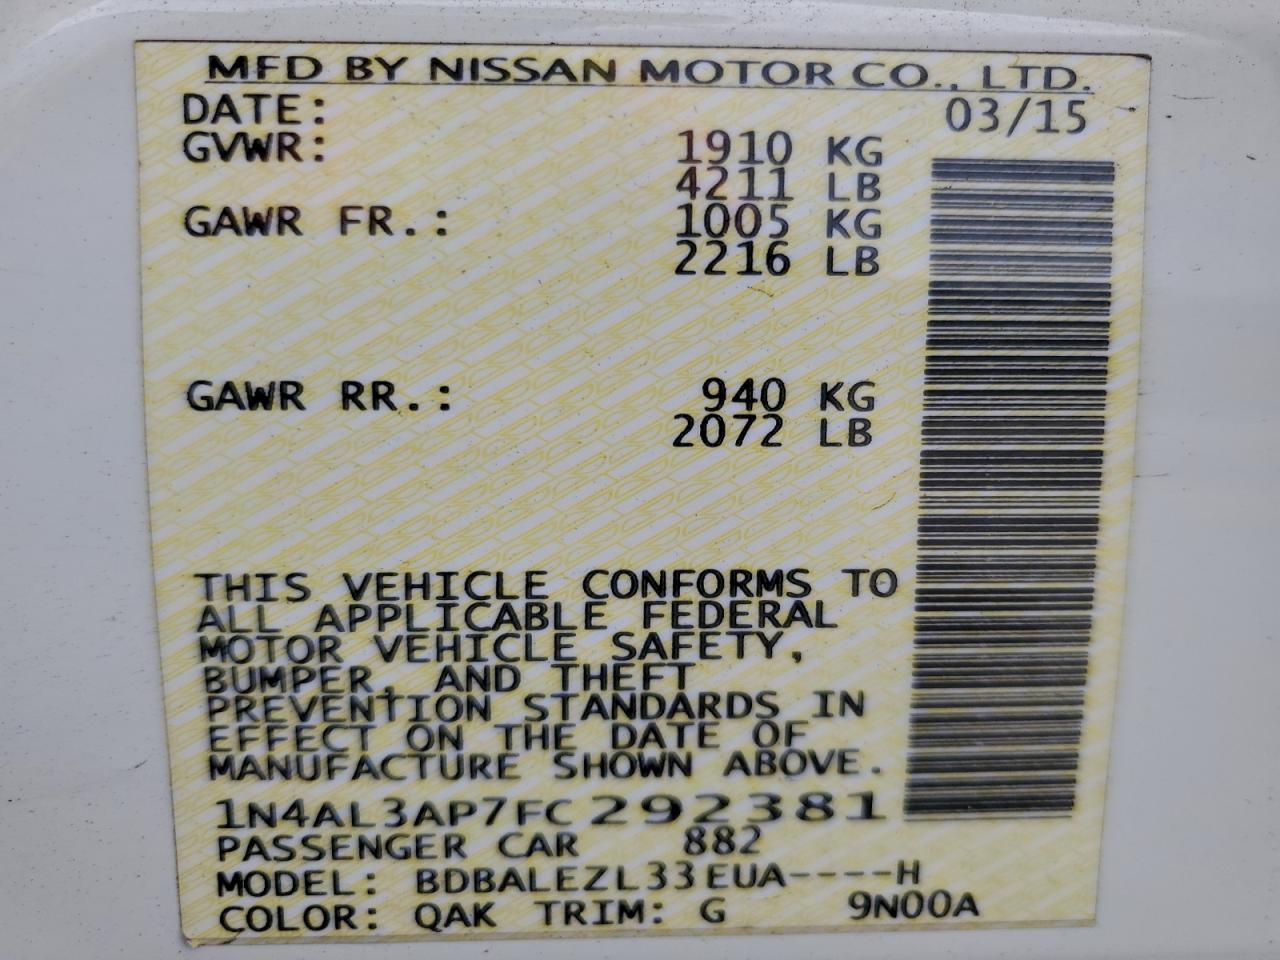 MFD BY NISSAN MOTOR CO., LTD.
DATE: 03/15
GVWR: 1910 KG
4211 LB
GAWR FR.: 1005 KG
2216 LB
GAWR RR.: 940 KG
2072 LB
THIS VEHICLE CONFORMS TO
ALL APPLICABLE FEDERAL
MOTOR VEHICLE SAFETY,
BUMPER, AND THEFT
PREVENTION STANDARDS IN
EFFECT ON THE DATE OF
MANUFACTURE SHOWN ABOVE.
1N4AL3AP7FC292381
PASSENGER CAR 882
MODEL: BDBALEZL33EUA----H
COLOR: QAK TRIM: G 9N00A